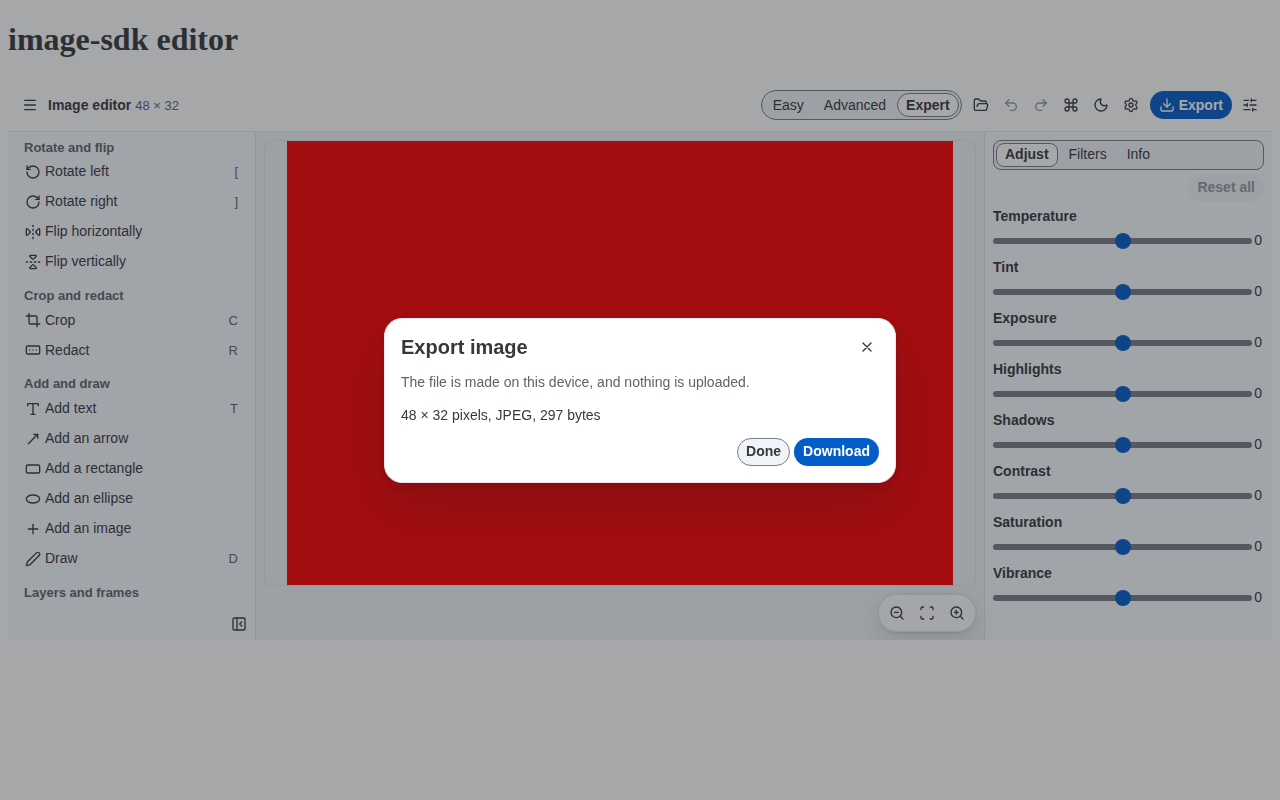 image-sdk editor
Image editor 48 × 32
Easy Advanced Expert
Export
Rotate and flip
Rotate left [
Rotate right ]
Flip horizontally
Flip vertically
Crop and redact
Crop C
Redact R
Add and draw
Add text T
Add an arrow
Add a rectangle
Add an ellipse
Add an image
Draw D
Layers and frames
Export image
The file is made on this device, and nothing is uploaded.
48 × 32 pixels, JPEG, 297 bytes
Done Download
Adjust Filters Info
Reset all
Temperature
0
Tint
0
Exposure
0
Highlights
0
Shadows
0
Contrast
0
Saturation
0
Vibrance
0